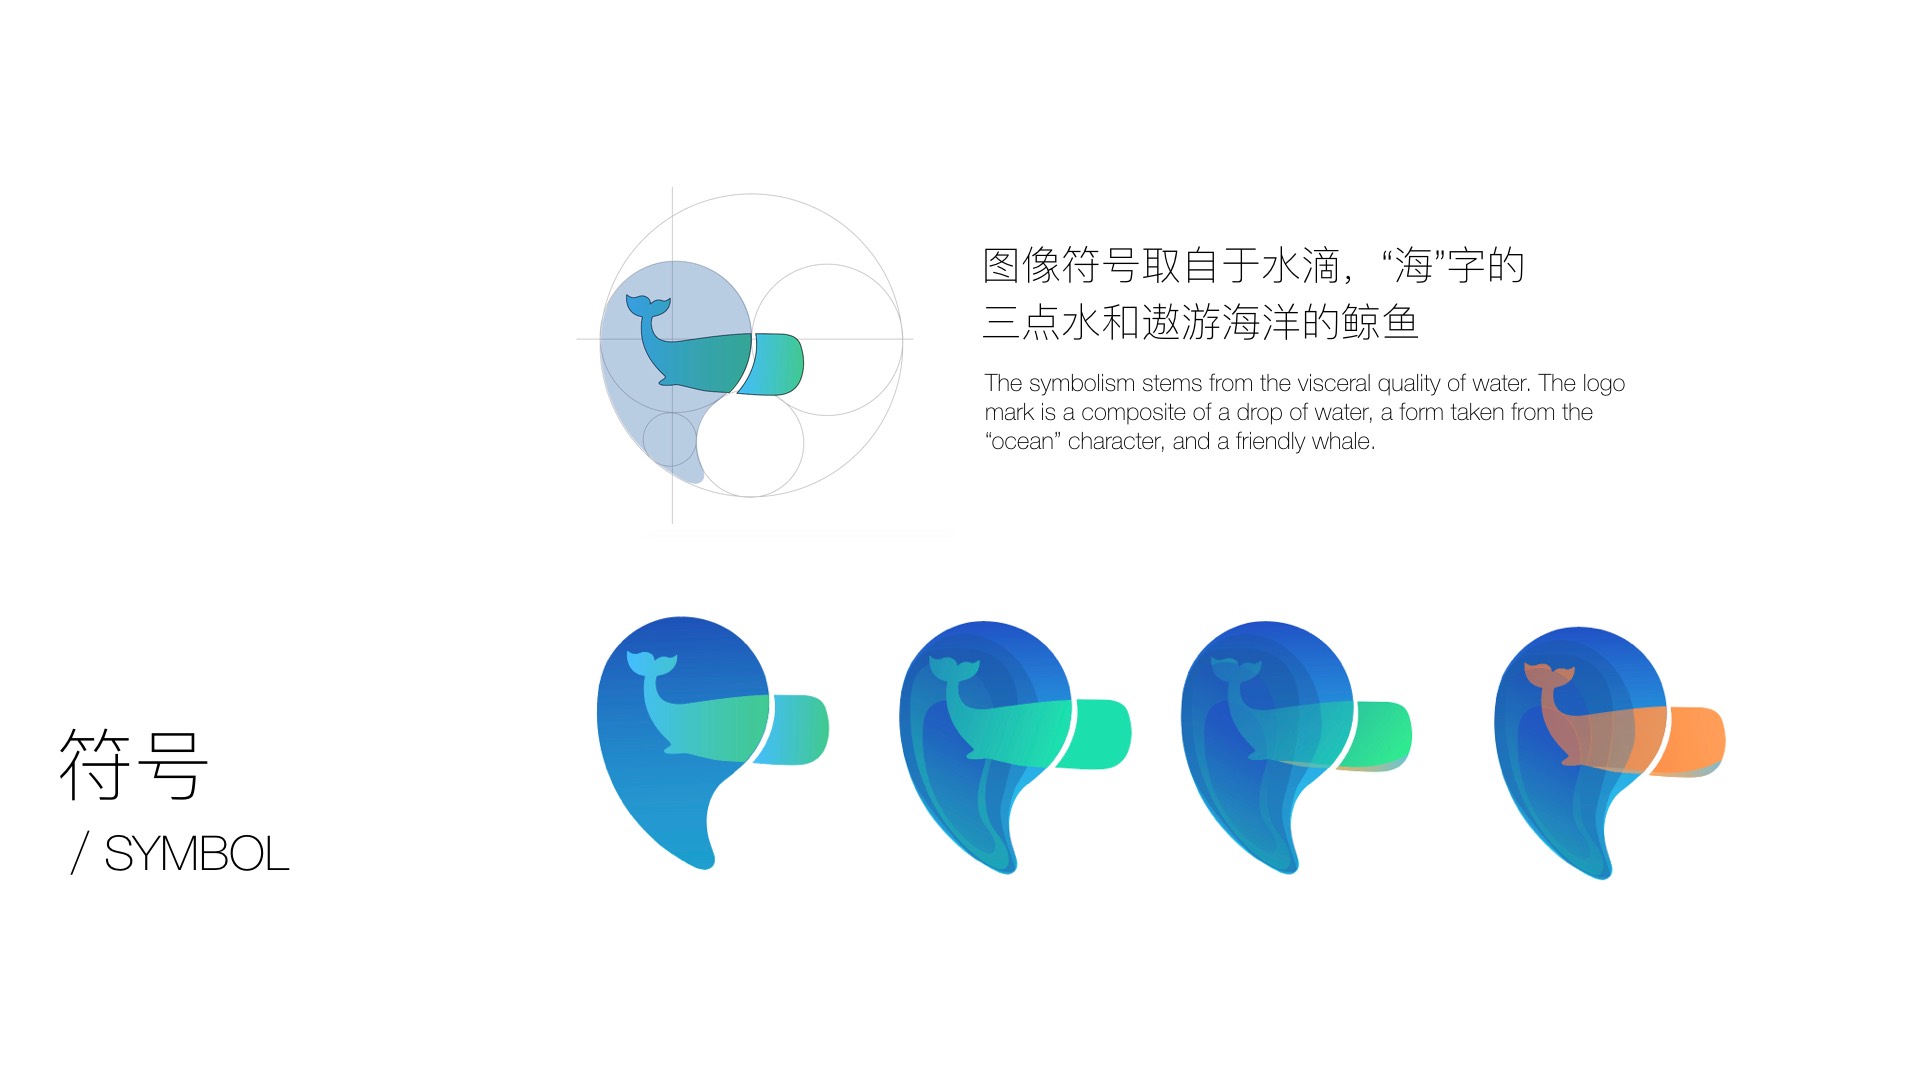 图像符号取自于水滴，“海”字的
三点水和遨游海洋的鲸鱼
The symbolism stems from the visceral quality of water. The logo
mark is a composite of a drop of water, a form taken from the
“ocean” character, and a friendly whale.
符号
/ SYMBOL